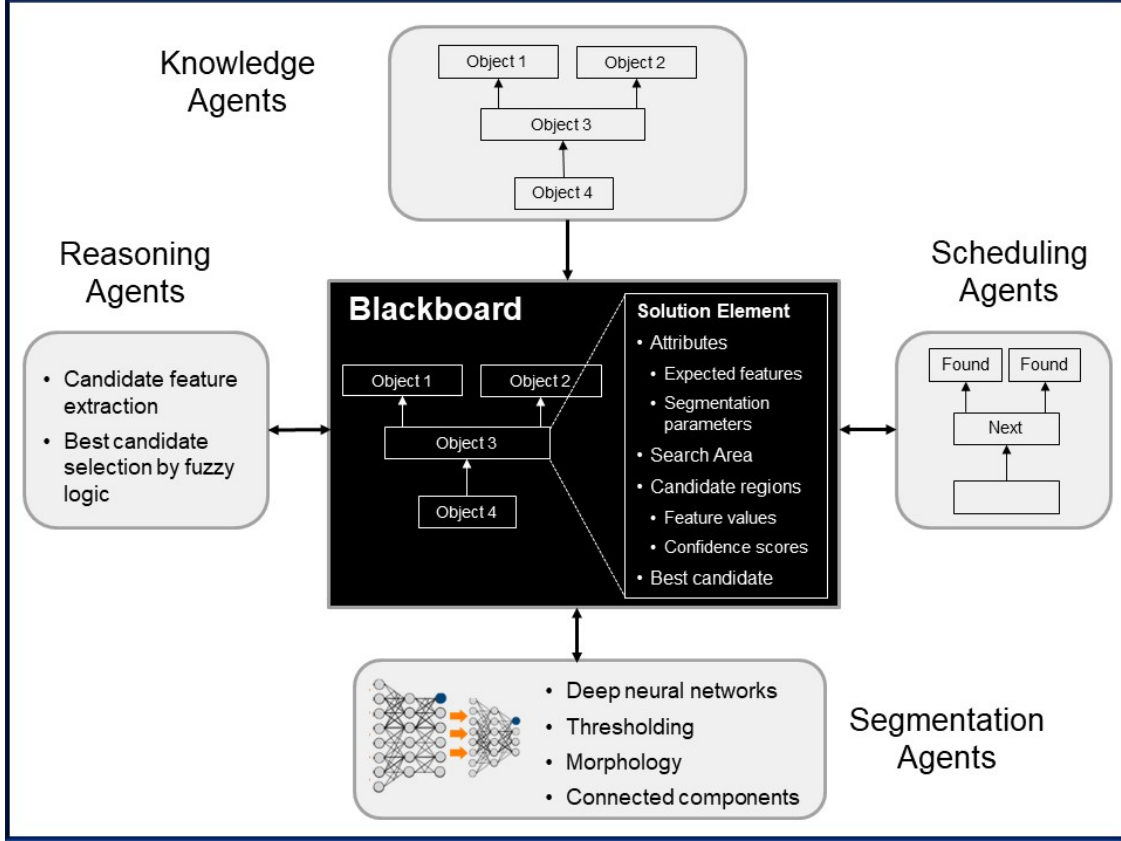 Knowledge
Agents
Object 1
Object 2
Object 3
Object 4
Reasoning
Agents
• Candidate feature
extraction
• Best candidate
selection by fuzzy
logic
Blackboard
Object 1
Object 2
Object 3
Object 4
Solution Element
• Attributes
• Expected features
• Segmentation
parameters
• Search Area
• Candidate regions
• Feature values
• Confidence scores
• Best candidate
Scheduling
Agents
Found
Found
Next
• Deep neural networks
• Thresholding
• Morphology
• Connected components
Segmentation
Agents